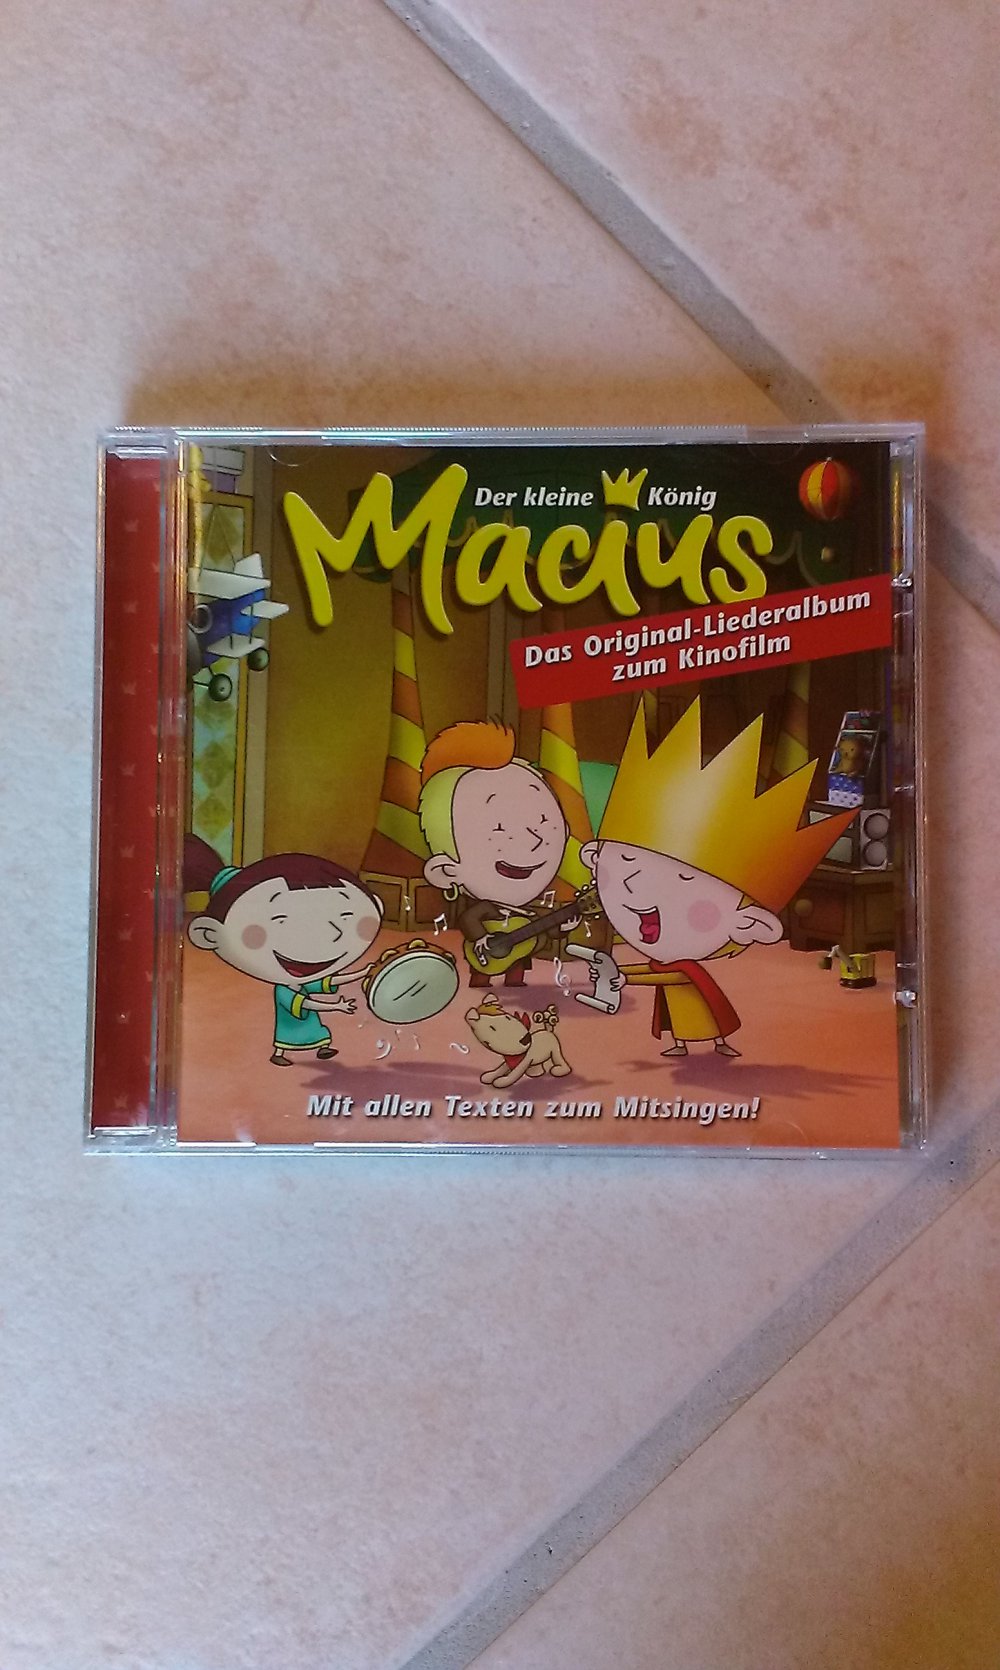 Der kleine König
Macius
Das Original-Liederalbum
zum Kinofilm
Mit allen Texten zum Mitsingen!